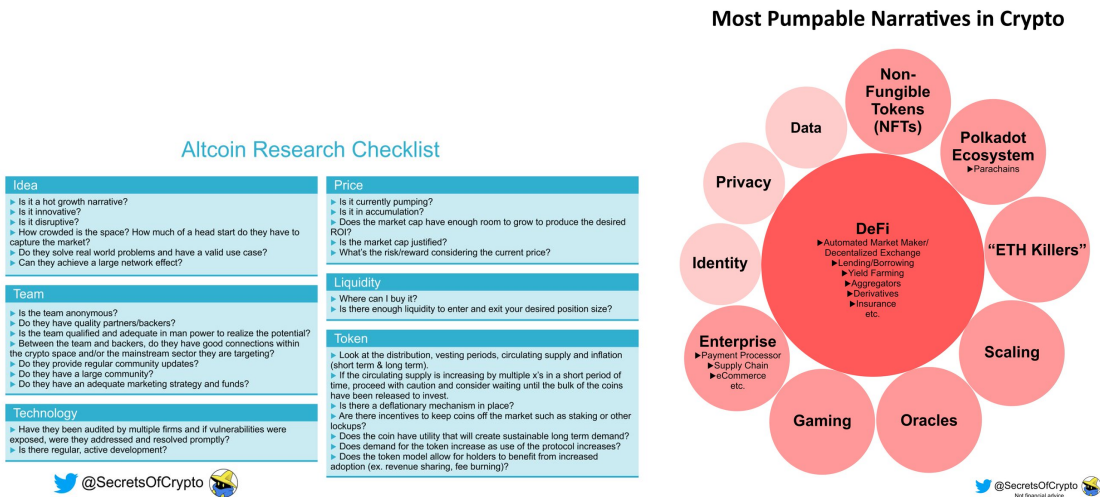 Altcoin Research Checklist
Idea
▶ Is it a hot growth narrative?
▶ Is it innovative?
▶ Is it disruptive?
▶ How crowded is the space? How much of a head start do they have to
capture the market?
▶ Do they solve real world problems and have a valid use case?
▶ Can they achieve a large network effect?
Team
▶ Is the team anonymous?
▶ Do they have quality partners/backers?
▶ Is the team qualified and adequate in man power to realize the potential?
▶ Between the team and backers, do they have good connections within
the crypto space and/or the mainstream sector they are targeting?
▶ Do they provide regular community updates?
▶ Do they have a large community?
▶ Do they have an adequate marketing strategy and funds?
Technology
▶ Have they been audited by multiple firms and if vulnerabilities were
exposed, were they addressed and resolved promptly?
▶ Is there regular, active development?
Price
▶ Is it currently pumping?
▶ Is it in accumulation?
▶ Does the market cap have enough room to grow to produce the desired
ROI?
▶ Is the market cap justified?
▶ What's the risk/reward considering the current price?
Liquidity
▶ Where can I buy it?
▶ Is there enough liquidity to enter and exit your desired position size?
Token
▶ Look at the distribution, vesting periods, circulating supply and inflation
(short term & long term).
▶ If the circulating supply is increasing by multiple x's in a short period of
time, proceed with caution and consider waiting until the bulk of the coins
have been released to invest.
▶ Is there a deflationary mechanism in place?
▶ Are there incentives to keep coins off the market such as staking or other
lockups?
▶ Does the coin have utility that will create sustainable long term demand?
▶ Does demand for the token increase as use of the protocol increases?
▶ Does the token model allow for holders to benefit from increased
adoption (ex. revenue sharing, fee burning)?
@SecretsOfCrypto
Most Pumpable Narratives in Crypto
Non-
Fungible
Tokens
(NFTs)
Data
Polkadot
Ecosystem
▶Parachains
Privacy
DeFi
▶Automated Market Maker/
Decentalized Exchange
▶Lending/Borrowing
▶Yield Farming
▶Aggregators
▶Derivatives
▶Insurance
etc.
"ETH Killers"
Identity
Enterprise
▶Payment Processor
▶Supply Chain
▶eCommerce
etc.
Scaling
Gaming
Oracles
@SecretsOfCrypto
Not financial advice